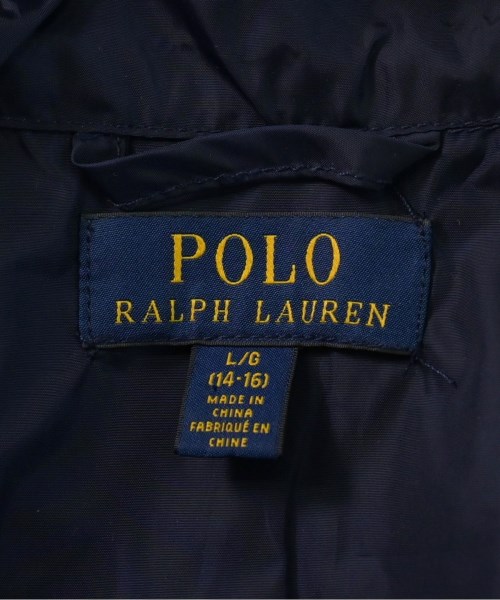 POLO
RALPH LAUREN
L/G
(14-16)
MADE IN
CHINA
FABRIQUÉ EN
CHINE